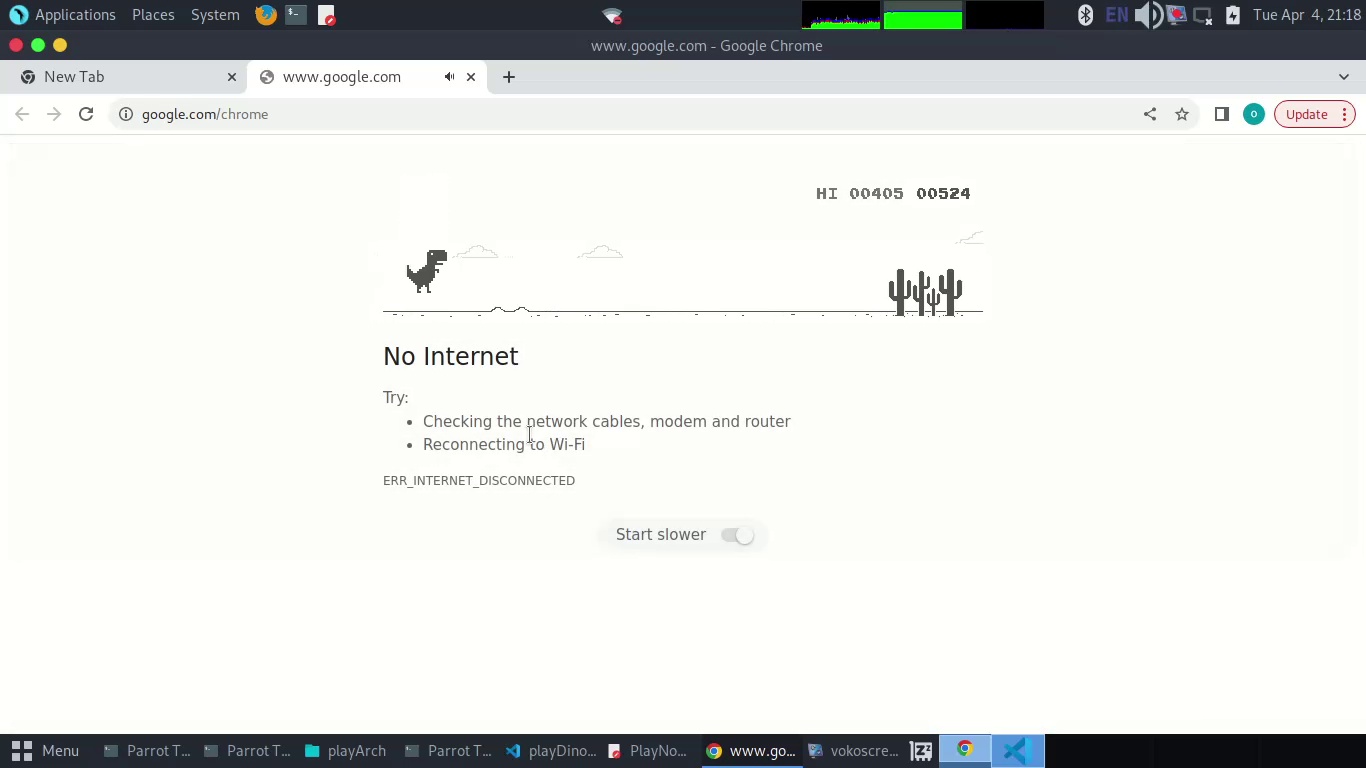 Applications Places System EN Tue Apr 4, 21:18
www.google.com - Google Chrome
New Tab www.google.com
google.com/chrome O Update
HI 00405 00524
No Internet
Try:
• Checking the network cables, modem and router
• Reconnecting to Wi-Fi
ERR_INTERNET_DISCONNECTED
Start slower
Menu Parrot T... Parrot T... playArch Parrot T... playDino... PlayNo... www.go... vokoscre...